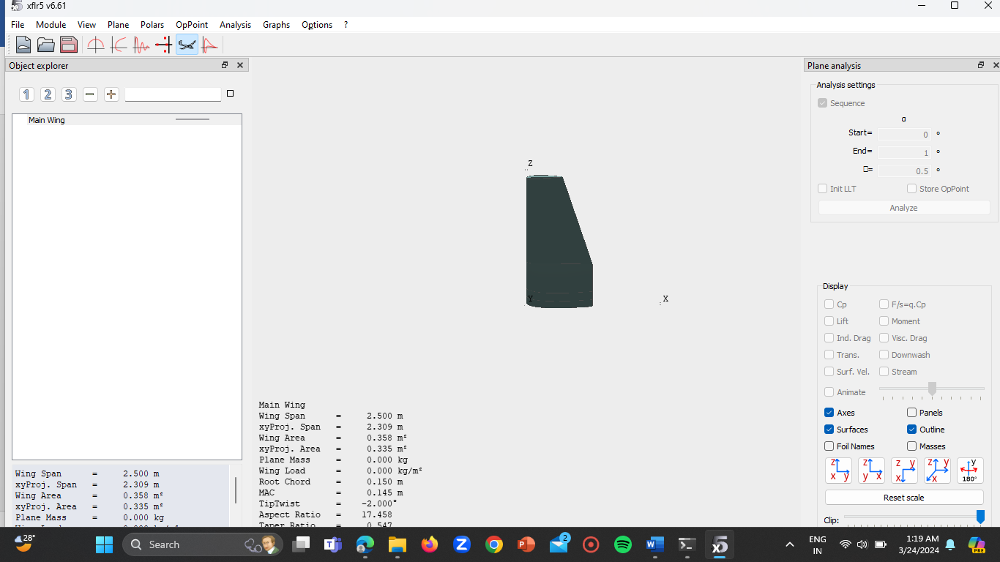 xflr5 v6.61
File Module View Plane Polars OpPoint Analysis Graphs Options ?
Object explorer
1 2 3
Main Wing
Wing Span = 2.500 m
xyProj. Span = 2.309 m
Wing Area = 0.358 m²
xyProj. Area = 0.335 m²
Plane Mass = 0.000 kg
Z
Y
X
Main Wing
Wing Span = 2.500 m
xyProj. Span = 2.309 m
Wing Area = 0.358 m²
xyProj. Area = 0.335 m²
Plane Mass = 0.000 kg
Wing Load = 0.000 kg/m²
Root Chord = 0.150 m
MAC = 0.145 m
TipTwist = -2.000°
Aspect Ratio = 17.458
Taper Ratio = 0.547
Plane analysis
Analysis settings
Sequence
α
Start= 0 °
End= 1 °
□= 0.5 °
Init LLT Store OpPoint
Analyze
Display
Cp F/s=q.Cp
Lift Moment
Ind. Drag Visc. Drag
Trans. Downwash
Surf. Vel. Stream
Animate
Axes Panels
Surfaces Outline
Foil Names Masses
z x y z y x z y x z y x y 180°
Reset scale
Clip:
28°
Search
2
ENG
IN
1:19 AM
3/24/2024
PRE